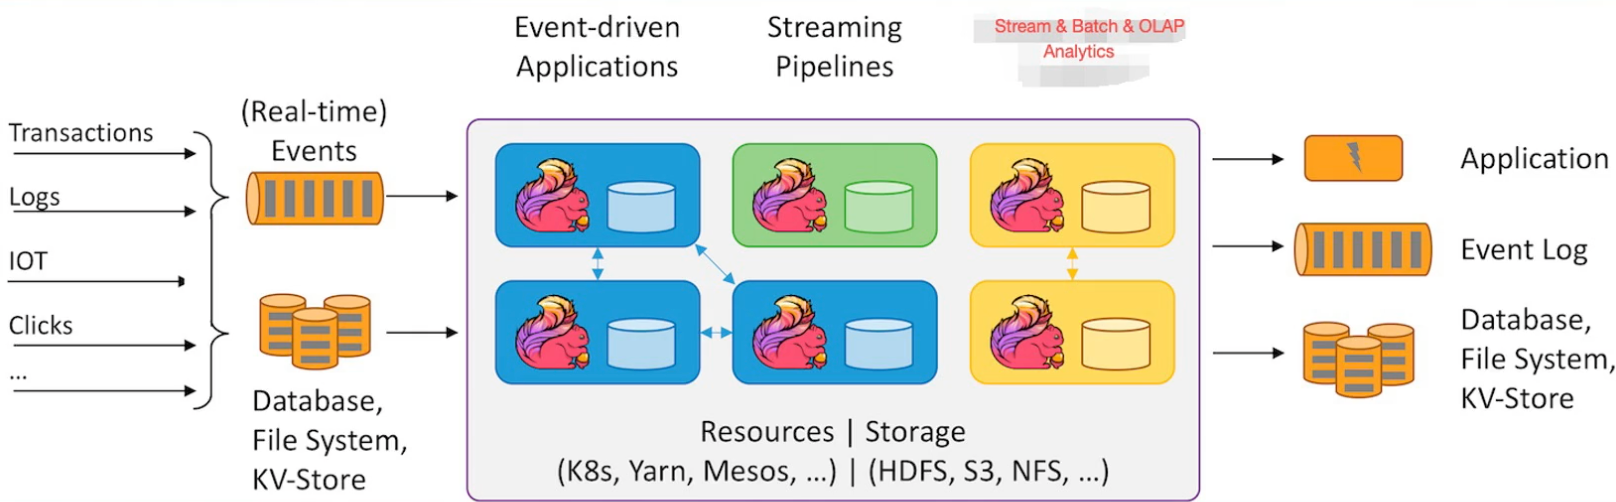 Event-driven
Applications
Streaming
Pipelines
Stream & Batch & OLAP
Analytics
Transactions
Logs
IOT
Clicks
...
(Real-time)
Events
Database,
File System,
KV-Store
Resources | Storage
(K8s, Yarn, Mesos, ...) | (HDFS, S3, NFS, ...)
Application
Event Log
Database,
File System,
KV-Store